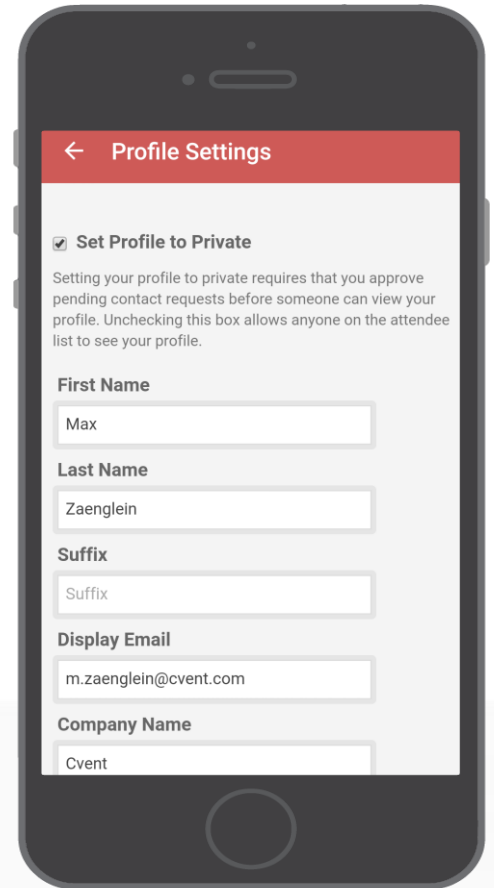 Profile Settings
Set Profile to Private
Setting your profile to private requires that you approve
pending contact requests before someone can view your
profile. Unchecking this box allows anyone on the attendee
list to see your profile.
First Name
Max
Last Name
Zaenglein
Suffix
Suffix
Display Email
m.zaenglein@cvent.com
Company Name
Cvent